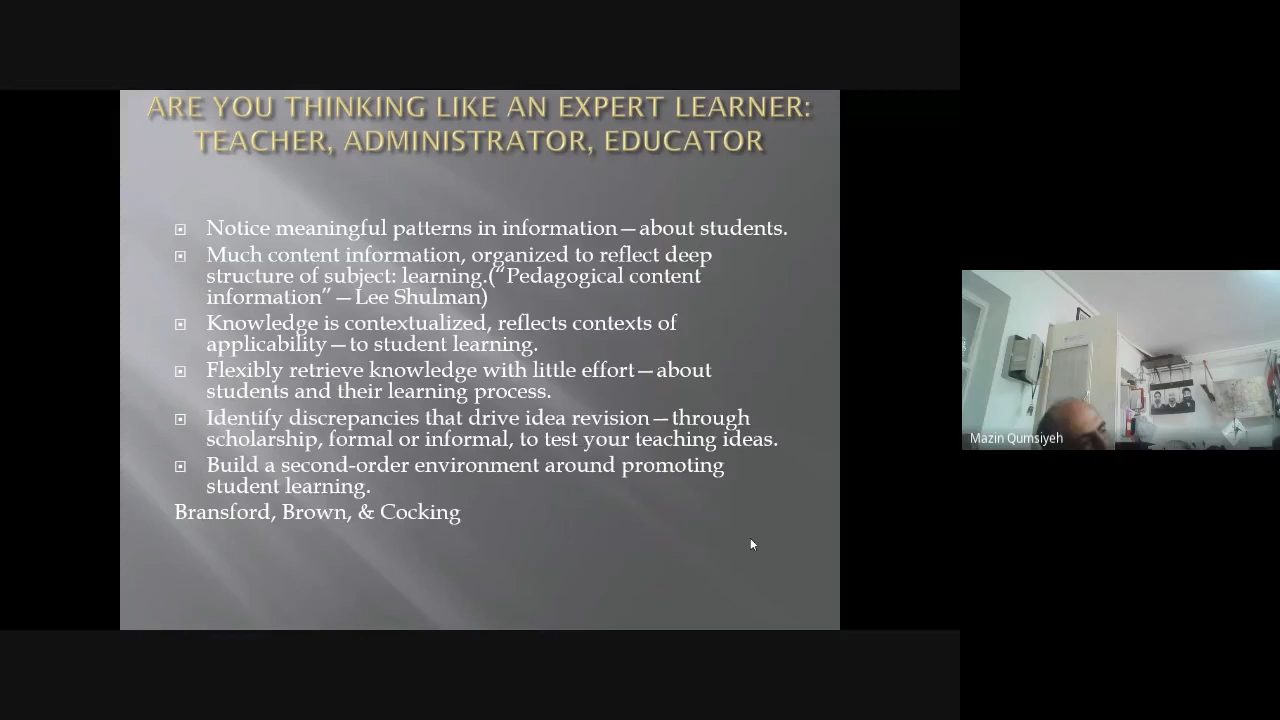 ARE YOU THINKING LIKE AN EXPERT LEARNER:
TEACHER, ADMINISTRATOR, EDUCATOR
Notice meaningful patterns in information—about students.
Much content information, organized to reflect deep
structure of subject: learning.(“Pedagogical content
information”—Lee Shulman)
Knowledge is contextualized, reflects contexts of
applicability—to student learning.
Flexibly retrieve knowledge with little effort—about
students and their learning process.
Identify discrepancies that drive idea revision—through
scholarship, formal or informal, to test your teaching ideas.
Build a second-order environment around promoting
student learning.
Bransford, Brown, & Cocking
Mazin Qumsiyeh